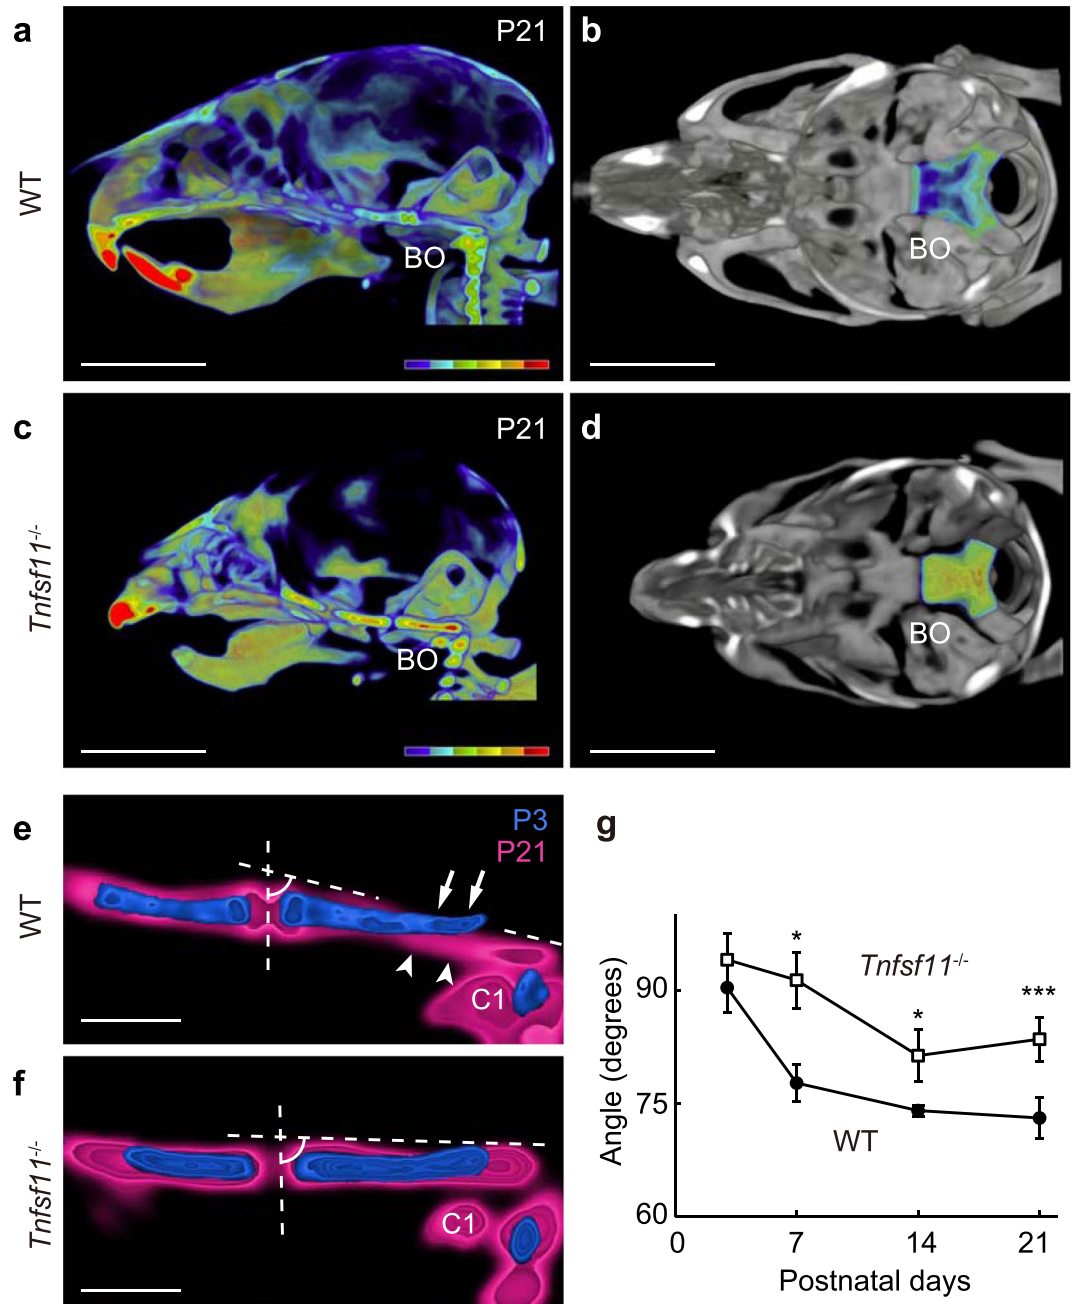 a
P21
WT
BO
b
BO
c
P21
Tnfsf11-/-
BO
d
BO
e
P3
P21
WT
C1
f
Tnfsf11-/-
C1
g
Angle (degrees)
90
75
60
0
7
14
21
Postnatal days
*
*
***
Tnfsf11-/-
WT